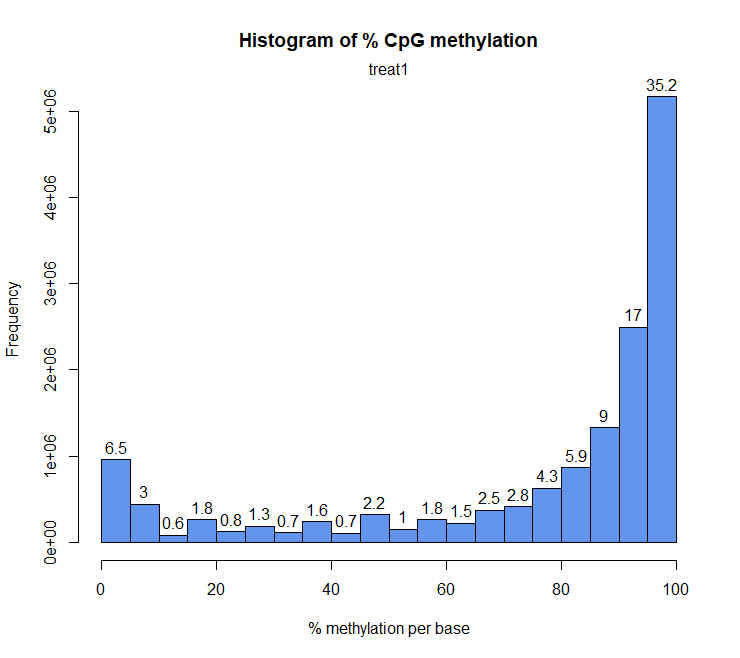 Histogram of % CpG methylation
treat1
Frequency
5e+06
4e+06
3e+06
2e+06
1e+06
0e+00
6.5
3
0.6
1.8
0.8
1.3
0.7
1.6
0.7
2.2
1
1.8
1.5
2.5
2.8
4.3
5.9
9
17
35.2
0 20 40 60 80 100
% methylation per base